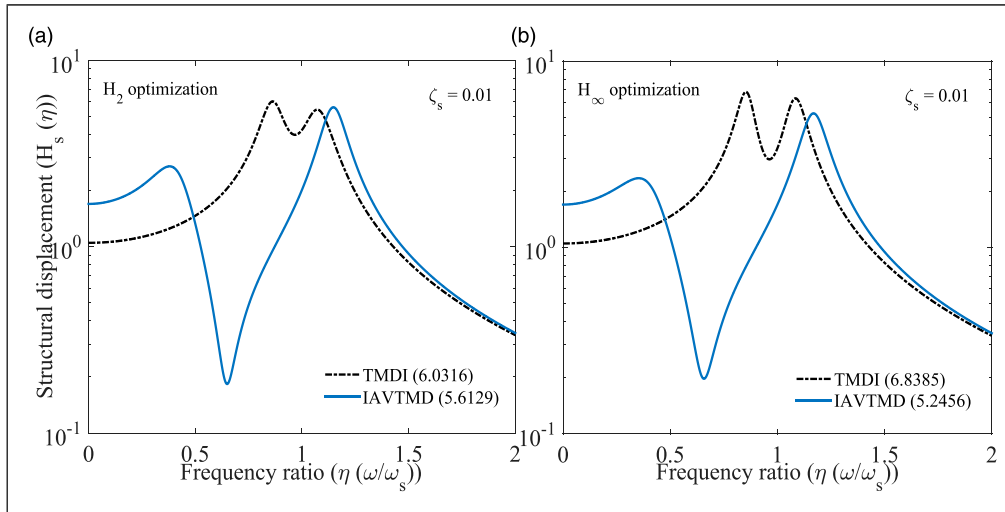 (a)
H2 optimization
ζs = 0.01
10^1
10^0
10^-1
Structural displacement (Hs (η))
0
0.5
1
1.5
2
Frequency ratio (η (ω/ωs))
TMDI (6.0316)
IAVTMD (5.6129)
(b)
H∞ optimization
ζs = 0.01
10^1
10^0
10^-1
0
0.5
1
1.5
2
Frequency ratio (η (ω/ωs))
TMDI (6.8385)
IAVTMD (5.2456)